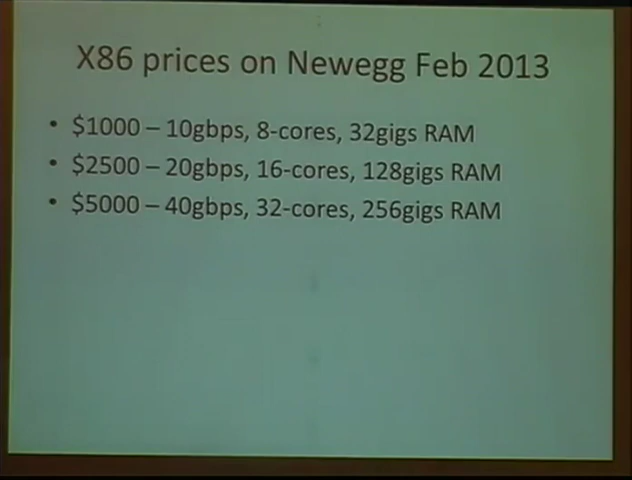 X86 prices on Newegg Feb 2013
• $1000 – 10gbps, 8-cores, 32gigs RAM
• $2500 – 20gbps, 16-cores, 128gigs RAM
• $5000 – 40gbps, 32-cores, 256gigs RAM